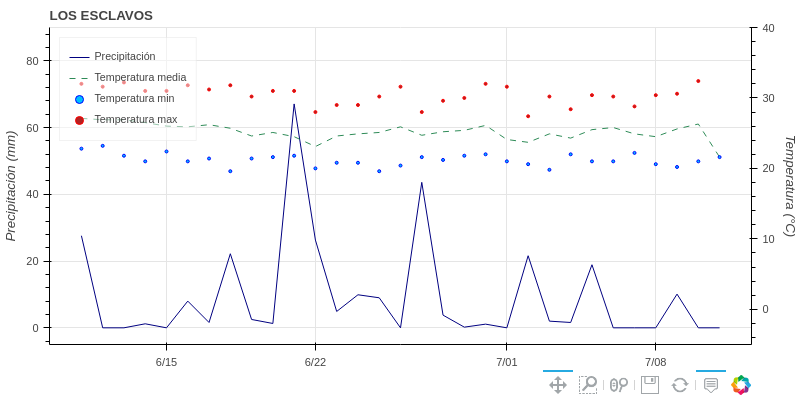 LOS ESCLAVOS
Precipitación
Temperatura media
Temperatura min
Temperatura max
Precipitación (mm)
80
60
40
20
0
Temperatura (°C)
40
30
20
10
0
6/15
6/22
7/01
7/08